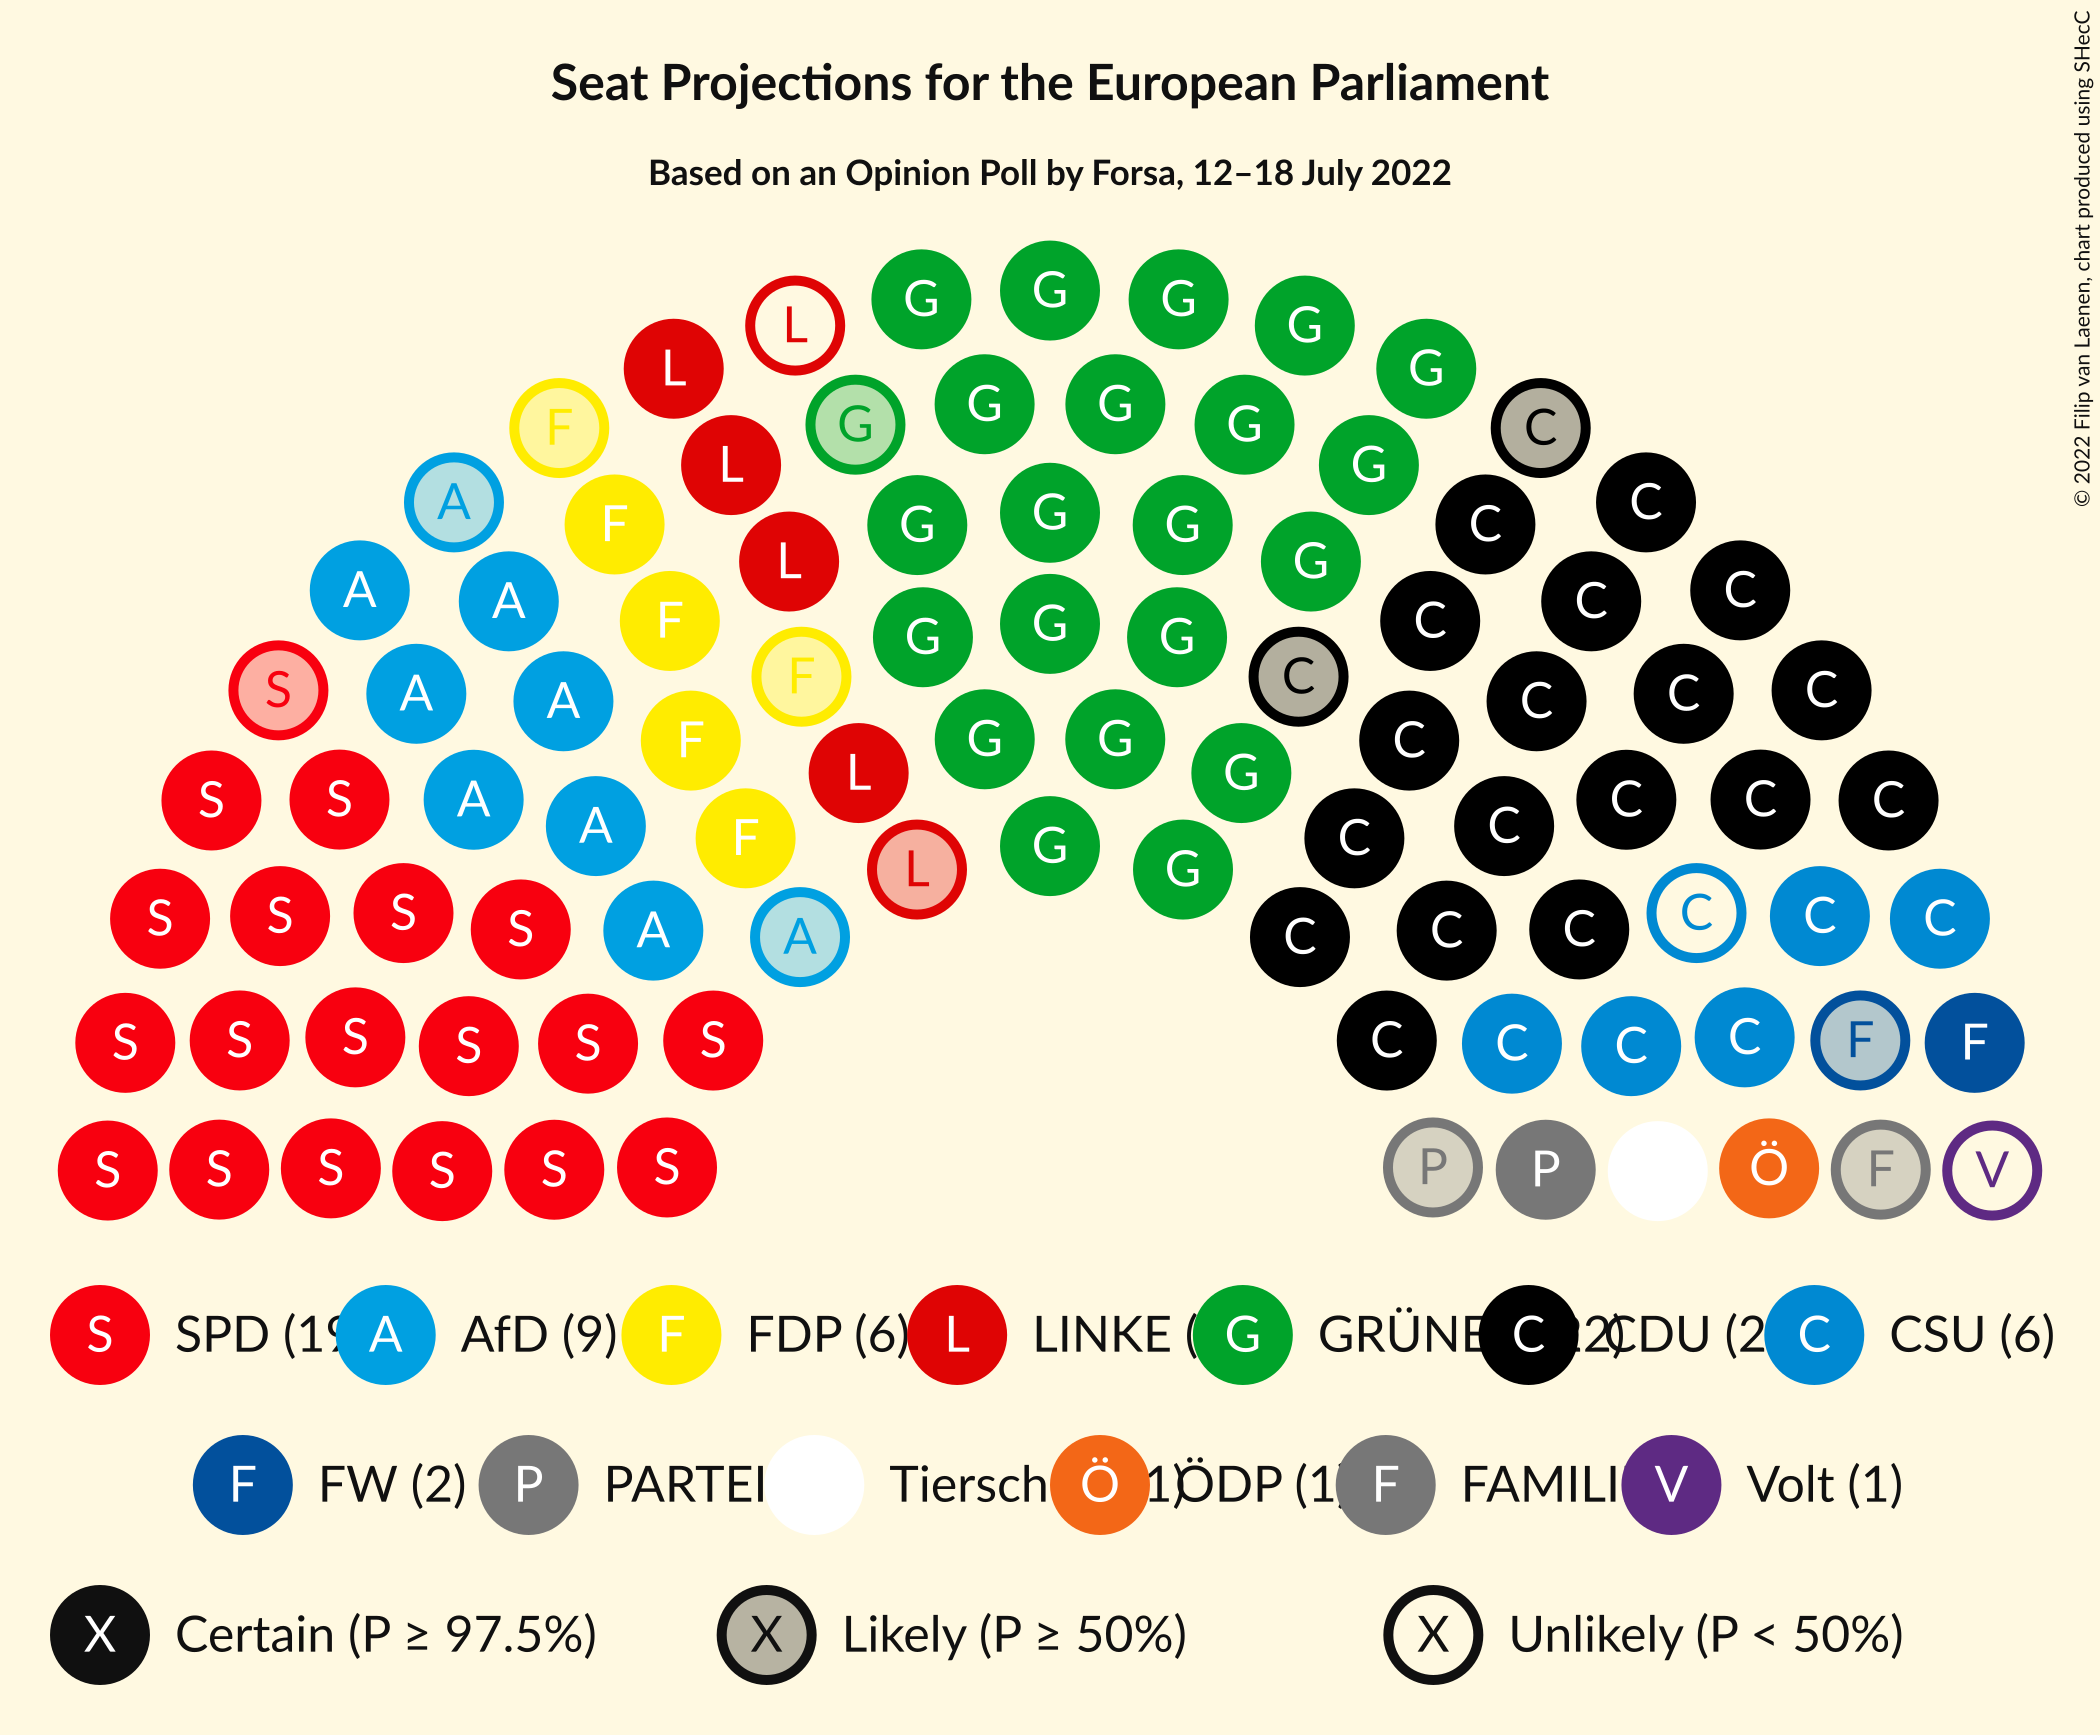 Seat Projections for the European Parliament
Based on an Opinion Poll by Forsa, 12–18 July 2022
© 2022 Filip van Laenen, chart produced using SHecC
L G G G G
L G
F G G G G C
L G
A F G G G C C
A A L G C C
F G G G C
S A A F C C C C
F G G C
S S A L G C C C
A F G C C
L G
S S S S A A C C C C C C
S S S S S S C C C C F F
S S S S S S P P Ö F V
S SPD (19 A AfD (9) F FDP (6) L LINKE ( G GRÜNE C 22) CDU (2 C CSU (6)
F FW (2) P PARTEI Tiersch Ö 1) ÖDP (1 F FAMILI V Volt (1)
X Certain (P ≥ 97.5%) X Likely (P ≥ 50%) X Unlikely (P < 50%)